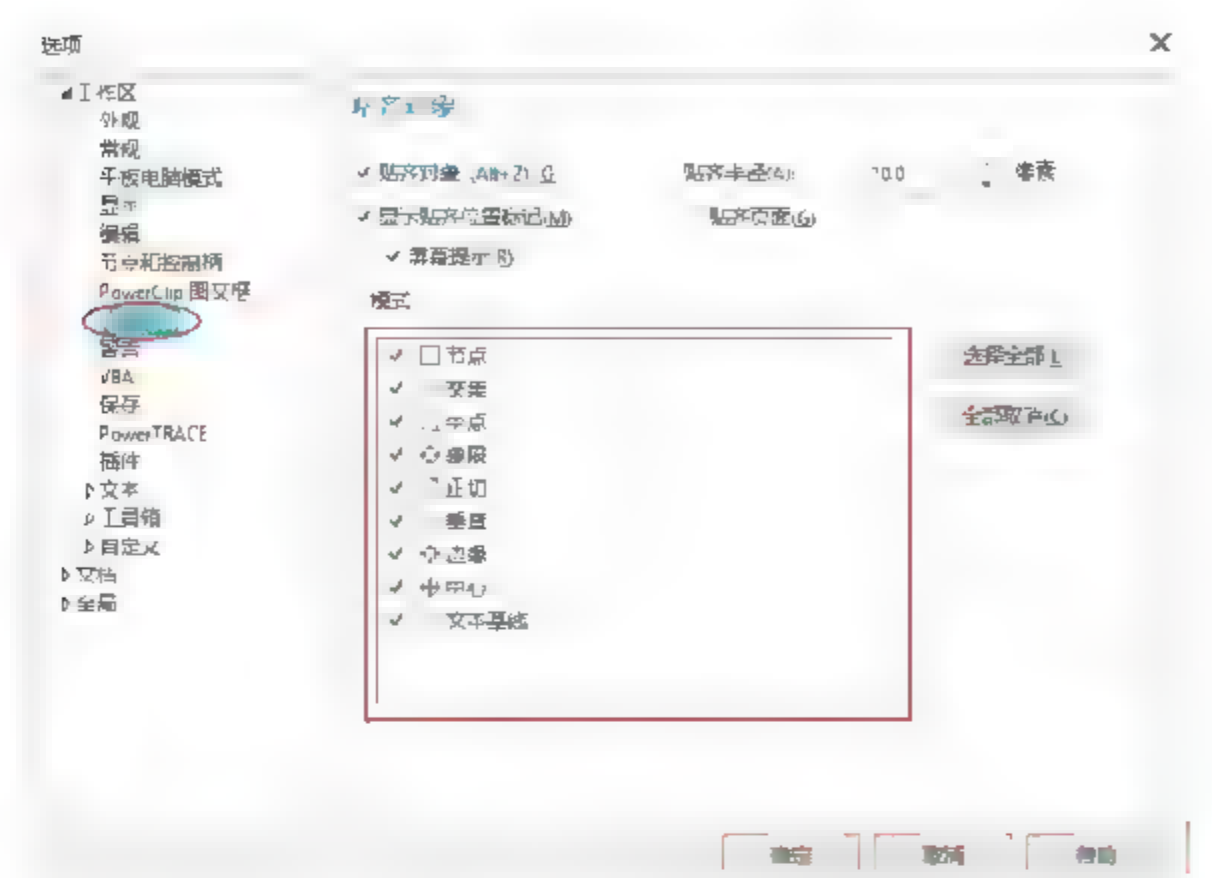 选项
工作区
外观
常规
平板电脑模式
显示
编辑
节点和控制柄
PowerClip 图文框
警告
VBA
保存
PowerTRACE
插件
文本
工具箱
自定义
文档
全局
贴齐对象 (Alt+Z)
贴齐半径(A):
像素
显示贴齐位置标记(M)
贴齐页面(G)
屏幕提示
模式
节点
交集
中点
象限
正切
垂直
边缘
中心
文本基线
选择全部
全部取消(C)
确定
取消
帮助